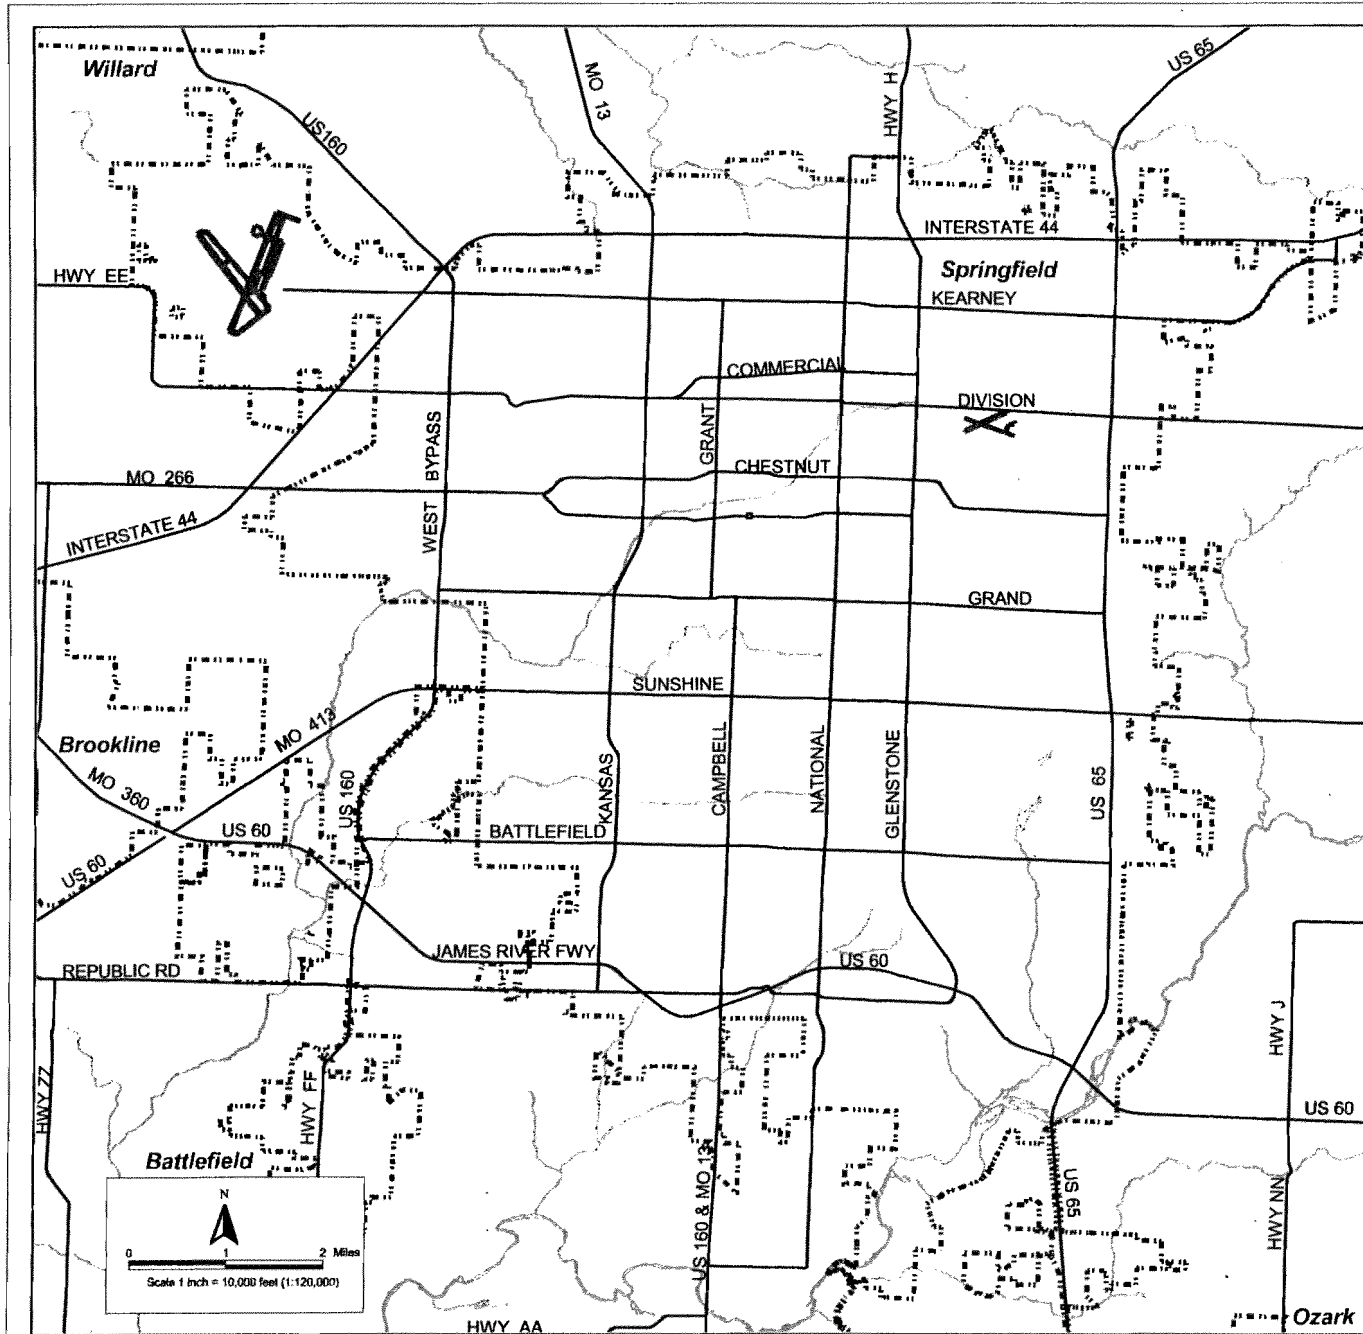 Willard
US 65
MO 13
HWY H
US160
INTERSTATE 44
Springfield
HWY EE
KEARNEY
COMMERCIAL
DIVISION
GRANT
WEST BYPASS
CHESTNUT
MO 266
INTERSTATE 44
GRAND
SUNSHINE
MO 413
Brookline
MO 360
US 160
KANSAS
CAMPBELL
NATIONAL
GLENSTONE
US 65
US 60
BATTLEFIELD
US 60
JAMES RIVER FWY
US 60
REPUBLIC RD
HWY J
HWY ZZ
HWY FF
US 60
Battlefield
US 160 & MO 13
US 65
HWY NN
N
0 1 2 Miles
Scale 1 inch = 10,000 feet (1:120,000)
HWY AA
Ozark